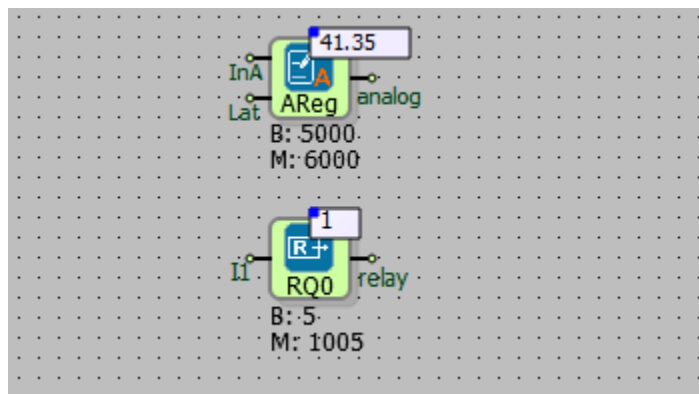 41.35
InA
A
Lat
AReg
analog
B: 5000
M: 6000
1
R
I1
RQ0
relay
B: 5
M: 1005